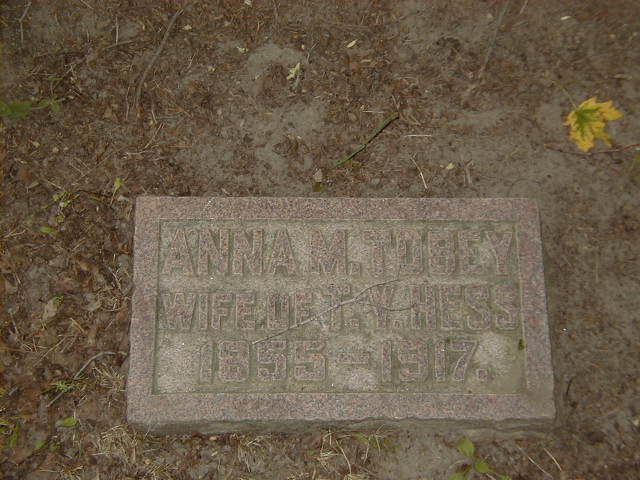 ANNA M. TOBEY
WIFE OF T. V. HESS
1855 – 1917.